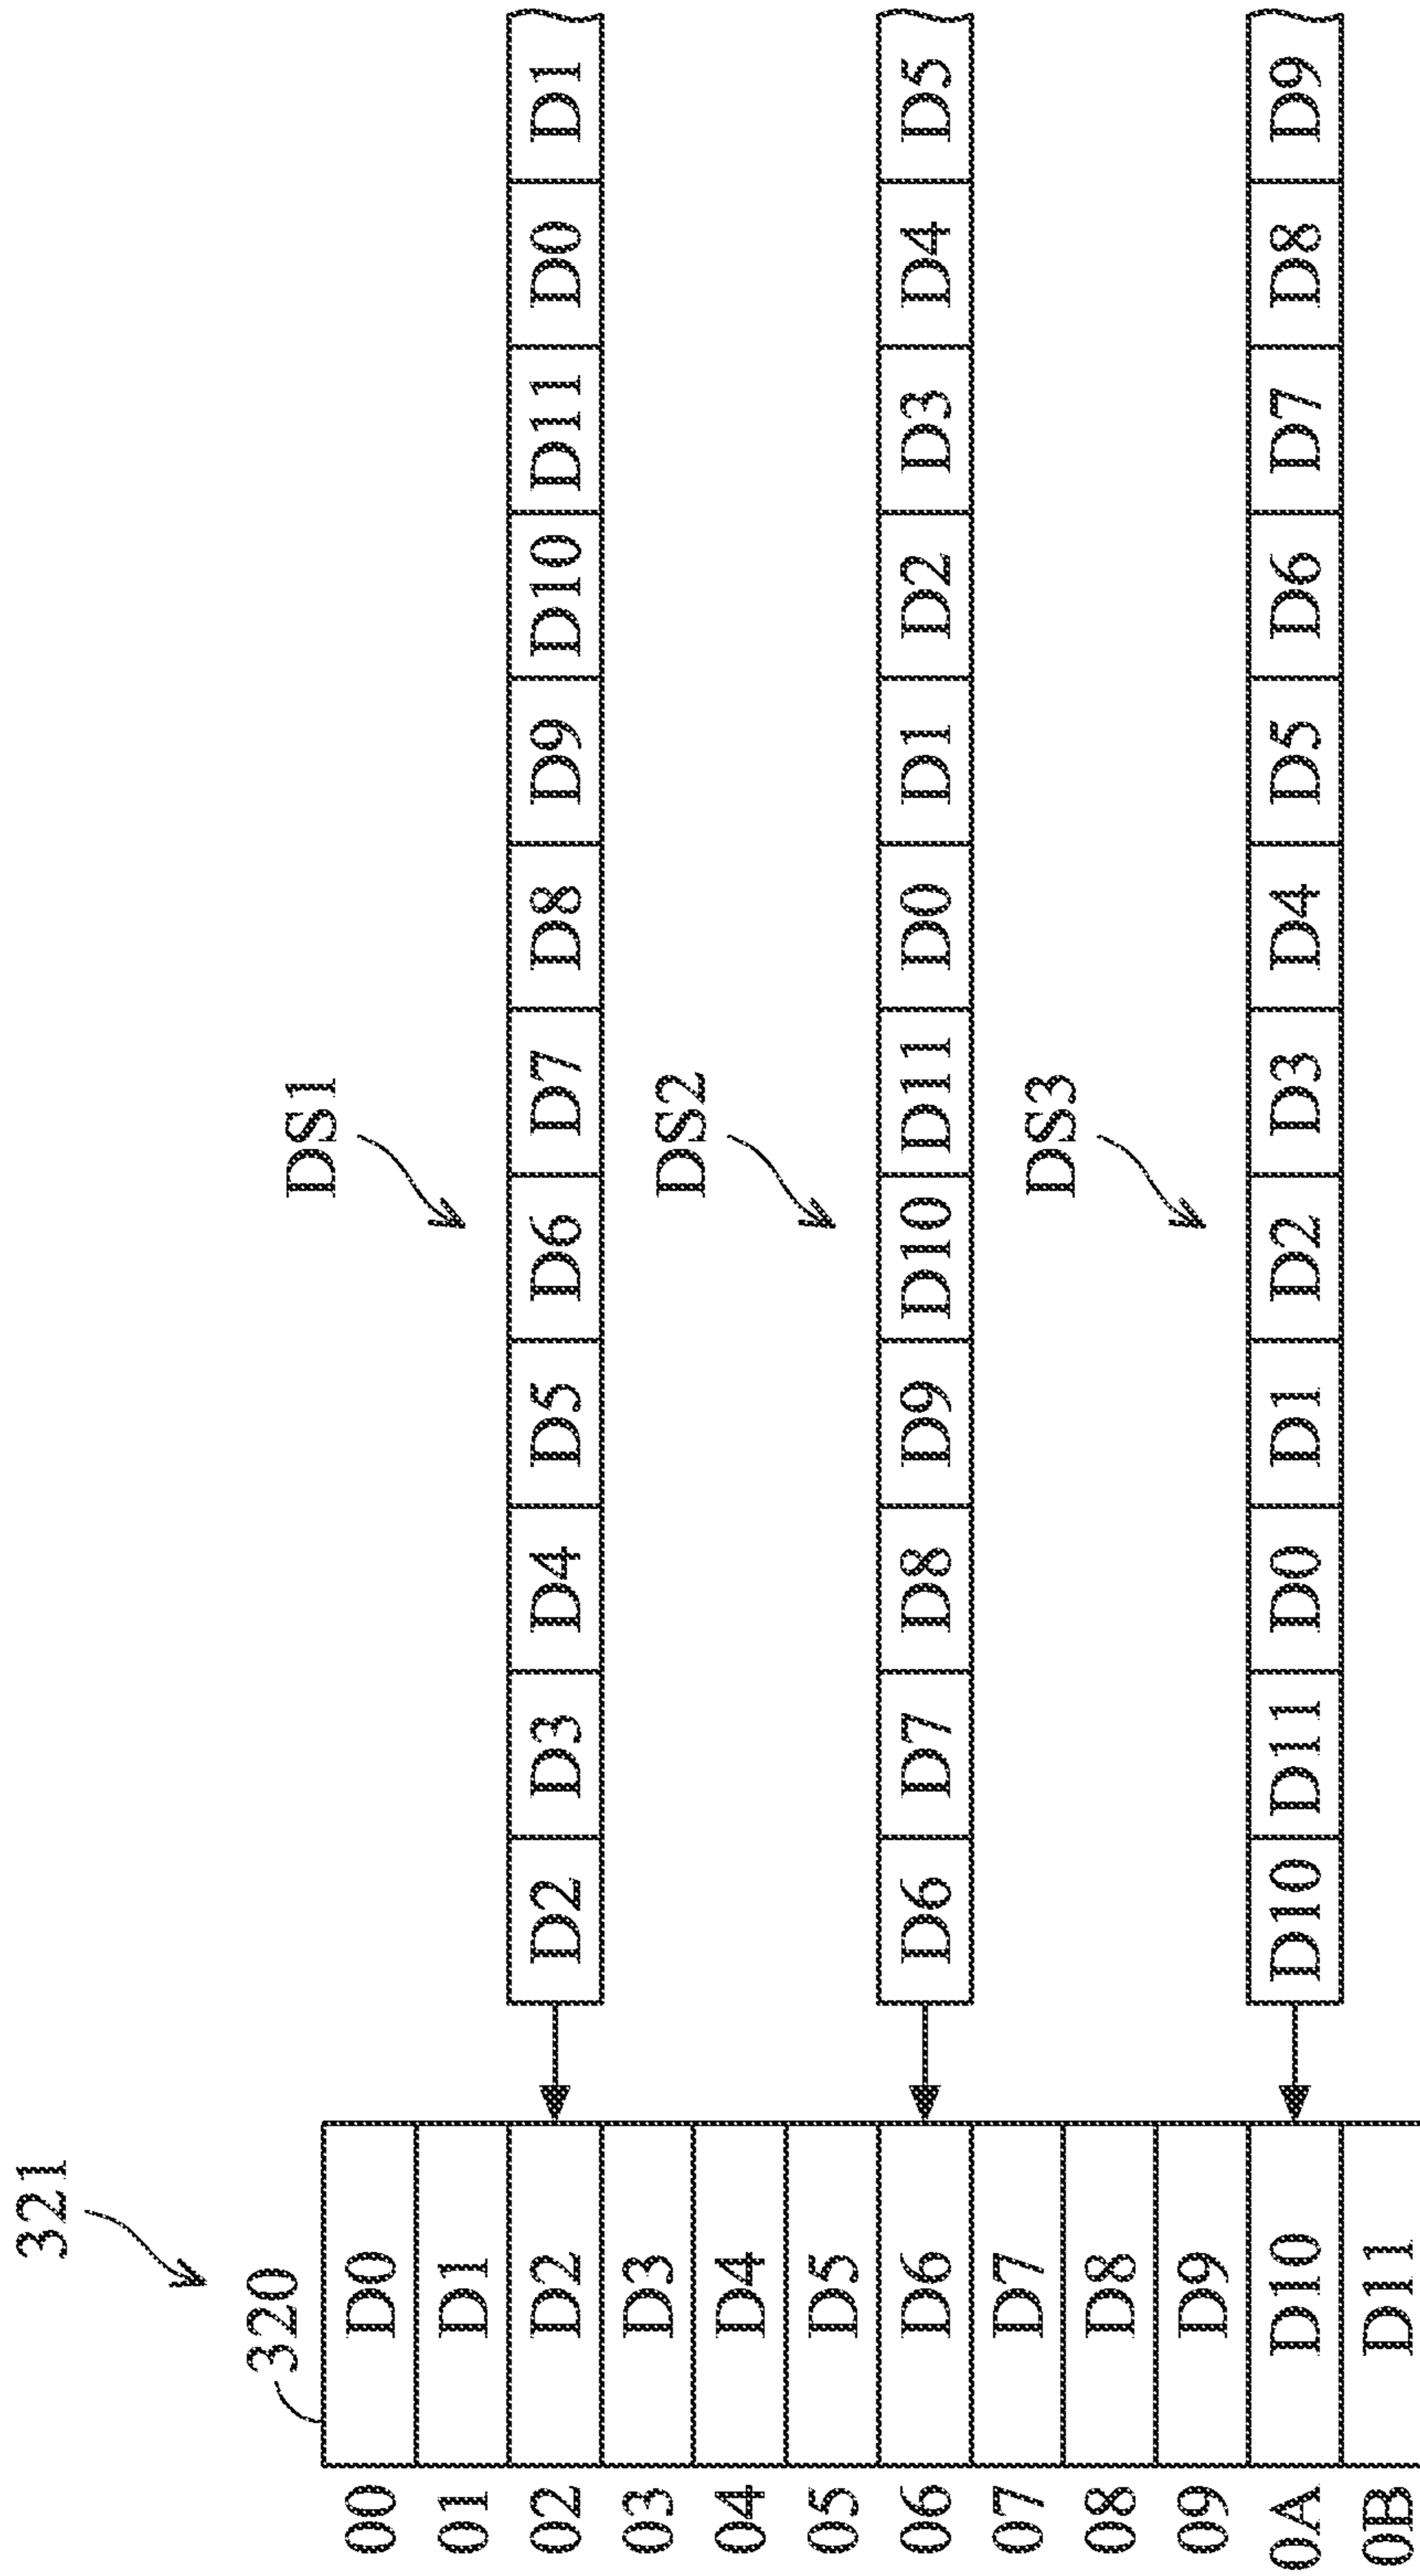 321
320
DS1
00 D0
01 D1
02 D2 D2 D3 D4 D5 D6 D7 D8 D9 D10 D11 D0 D1
03 D3
DS2
04 D4
05 D5
06 D6 D6 D7 D8 D9 D10 D11 D0 D1 D2 D3 D4 D5
07 D7
DS3
08 D8
09 D9
0A D10 D10 D11 D0 D1 D2 D3 D4 D5 D6 D7 D8 D9
0B D11